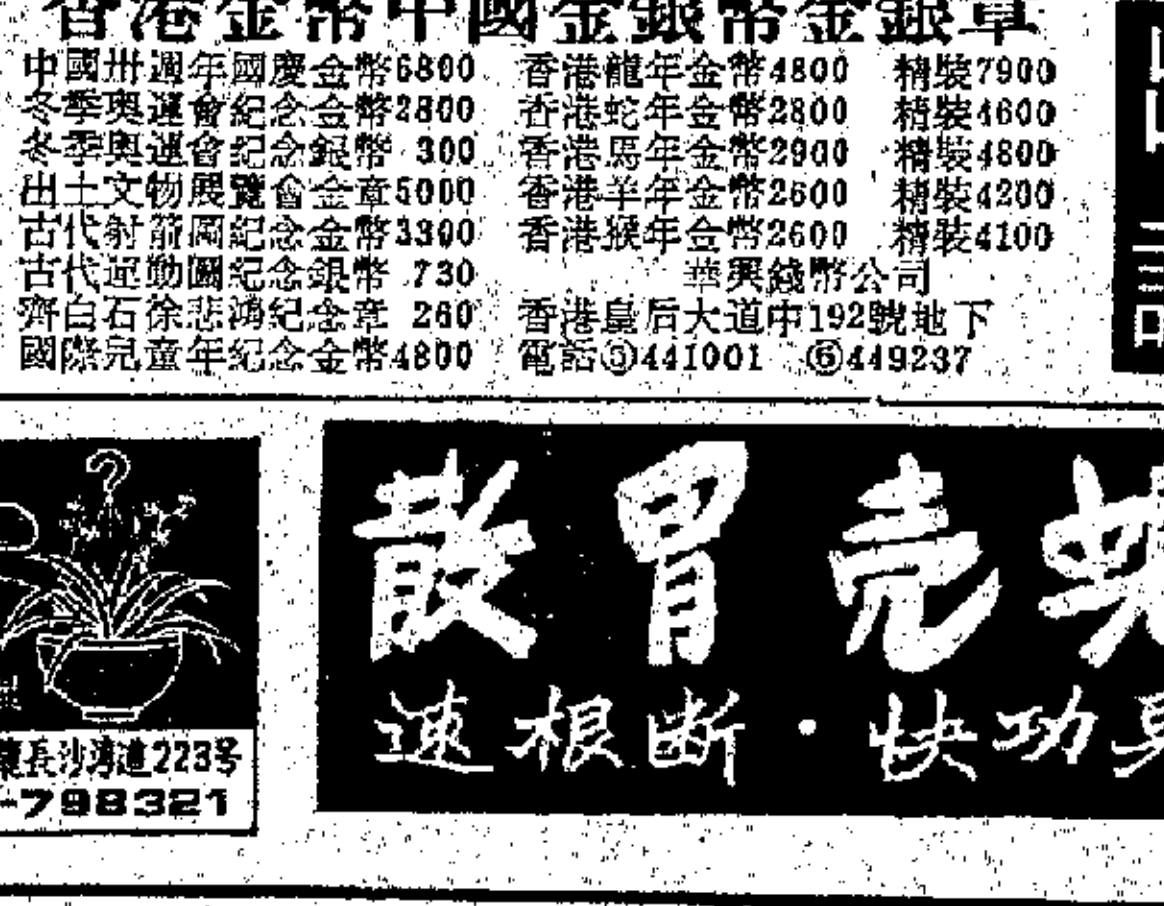 香港金幣中國金銀幣金銀章
中國卅週年國慶金幣6800
冬季奧運會紀念金幣2800
冬季奧運會紀念銀幣 300
出土文物展覽會金章5000
古代射箭圖紀念金幣3300
古代運動圖紀念銀幣 730
齊白石徐悲鴻紀念章 260
國際兒童年紀念金幣4800
香港龍年金幣4800 精裝7900
香港蛇年金幣2800 精裝4600
香港馬年金幣2900 精裝4800
香港羊年金幣2600 精裝4200
香港猴年金幣2600 精裝4100
華興錢幣公司
香港皇后大道中192號地下
電話⑤441001 ⑥449237
長沙湾道223号
-798321
散冒壳
速根断·快功